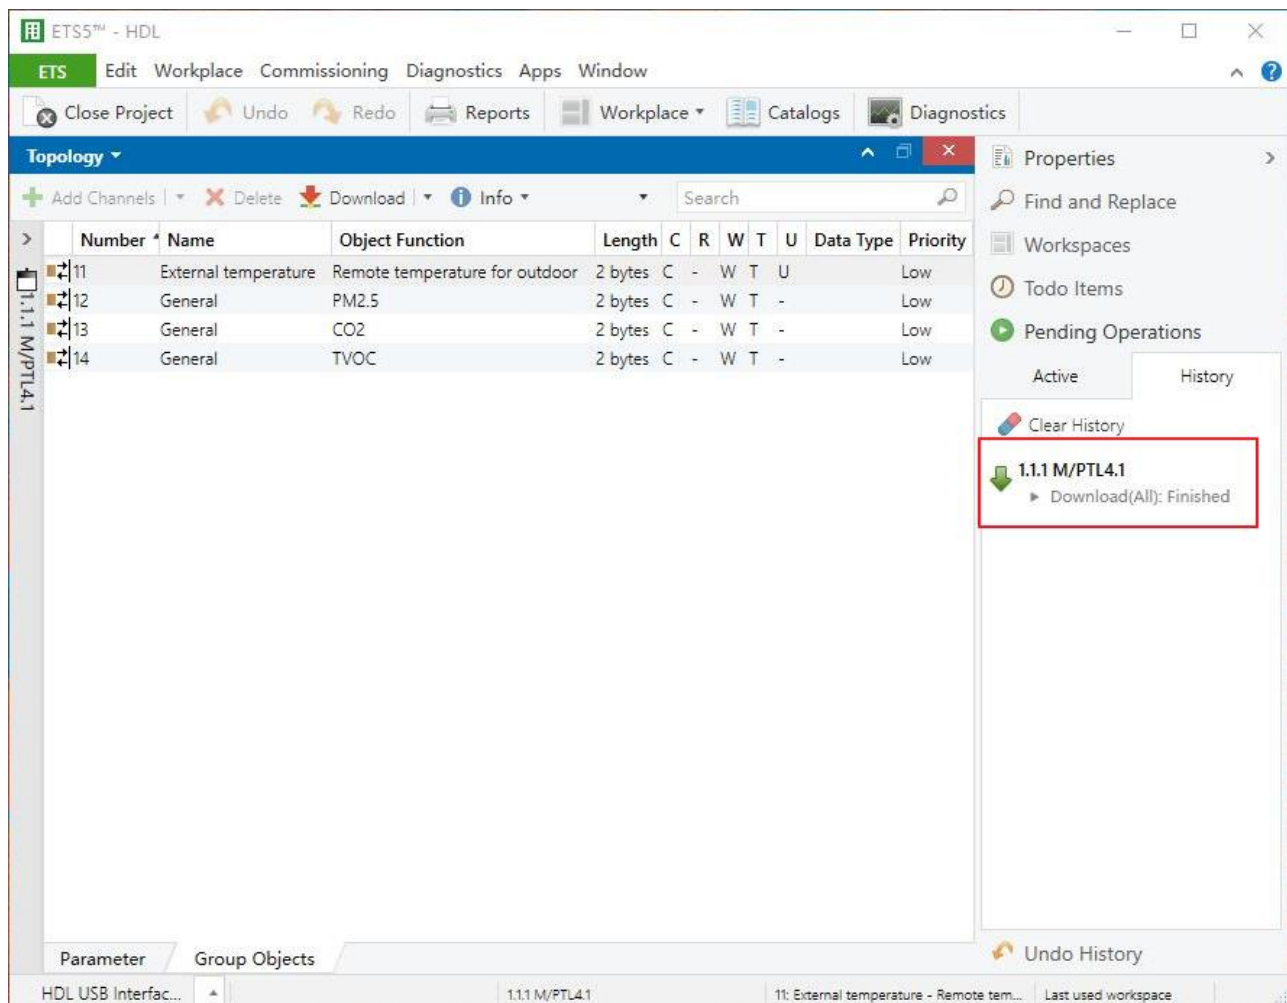 ETS5™ - HDL
ETS Edit Workplace Commissioning Diagnostics Apps Window
Close Project Undo Redo Reports Workplace Catalogs Diagnostics
Topology
Add Channels Delete Download Info Search
Number Name Object Function Length C R W T U Data Type Priority
11 External temperature Remote temperature for outdoor 2 bytes C - W T U Low
12 General PM2.5 2 bytes C - W T - Low
13 General CO2 2 bytes C - W T - Low
14 General TVOC 2 bytes C - W T - Low
1.1.1 M/PTL4.1
Properties
Find and Replace
Workspaces
Todo Items
Pending Operations
Active History
Clear History
1.1.1 M/PTL4.1
Download(All): Finished
Undo History
Parameter Group Objects
HDL USB Interfac... 1.1.1 M/PTL4.1 11: External temperature - Remote tem... Last used workspace